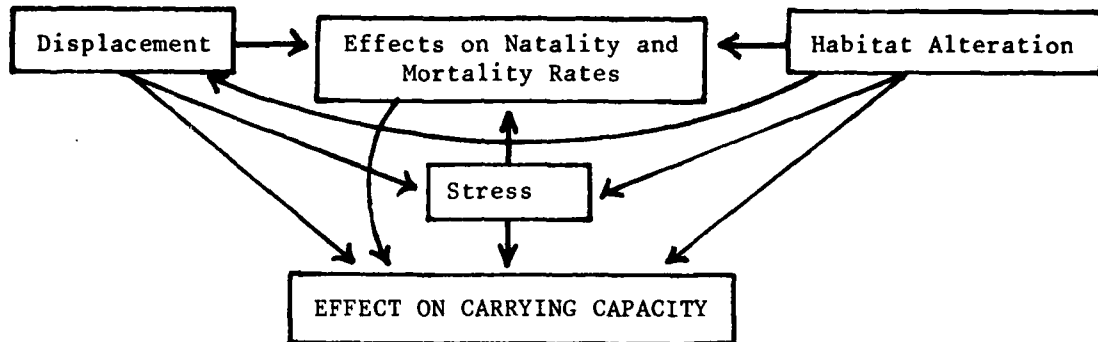 Displacement
Effects on Natality and
Mortality Rates
Habitat Alteration
Stress
EFFECT ON CARRYING CAPACITY